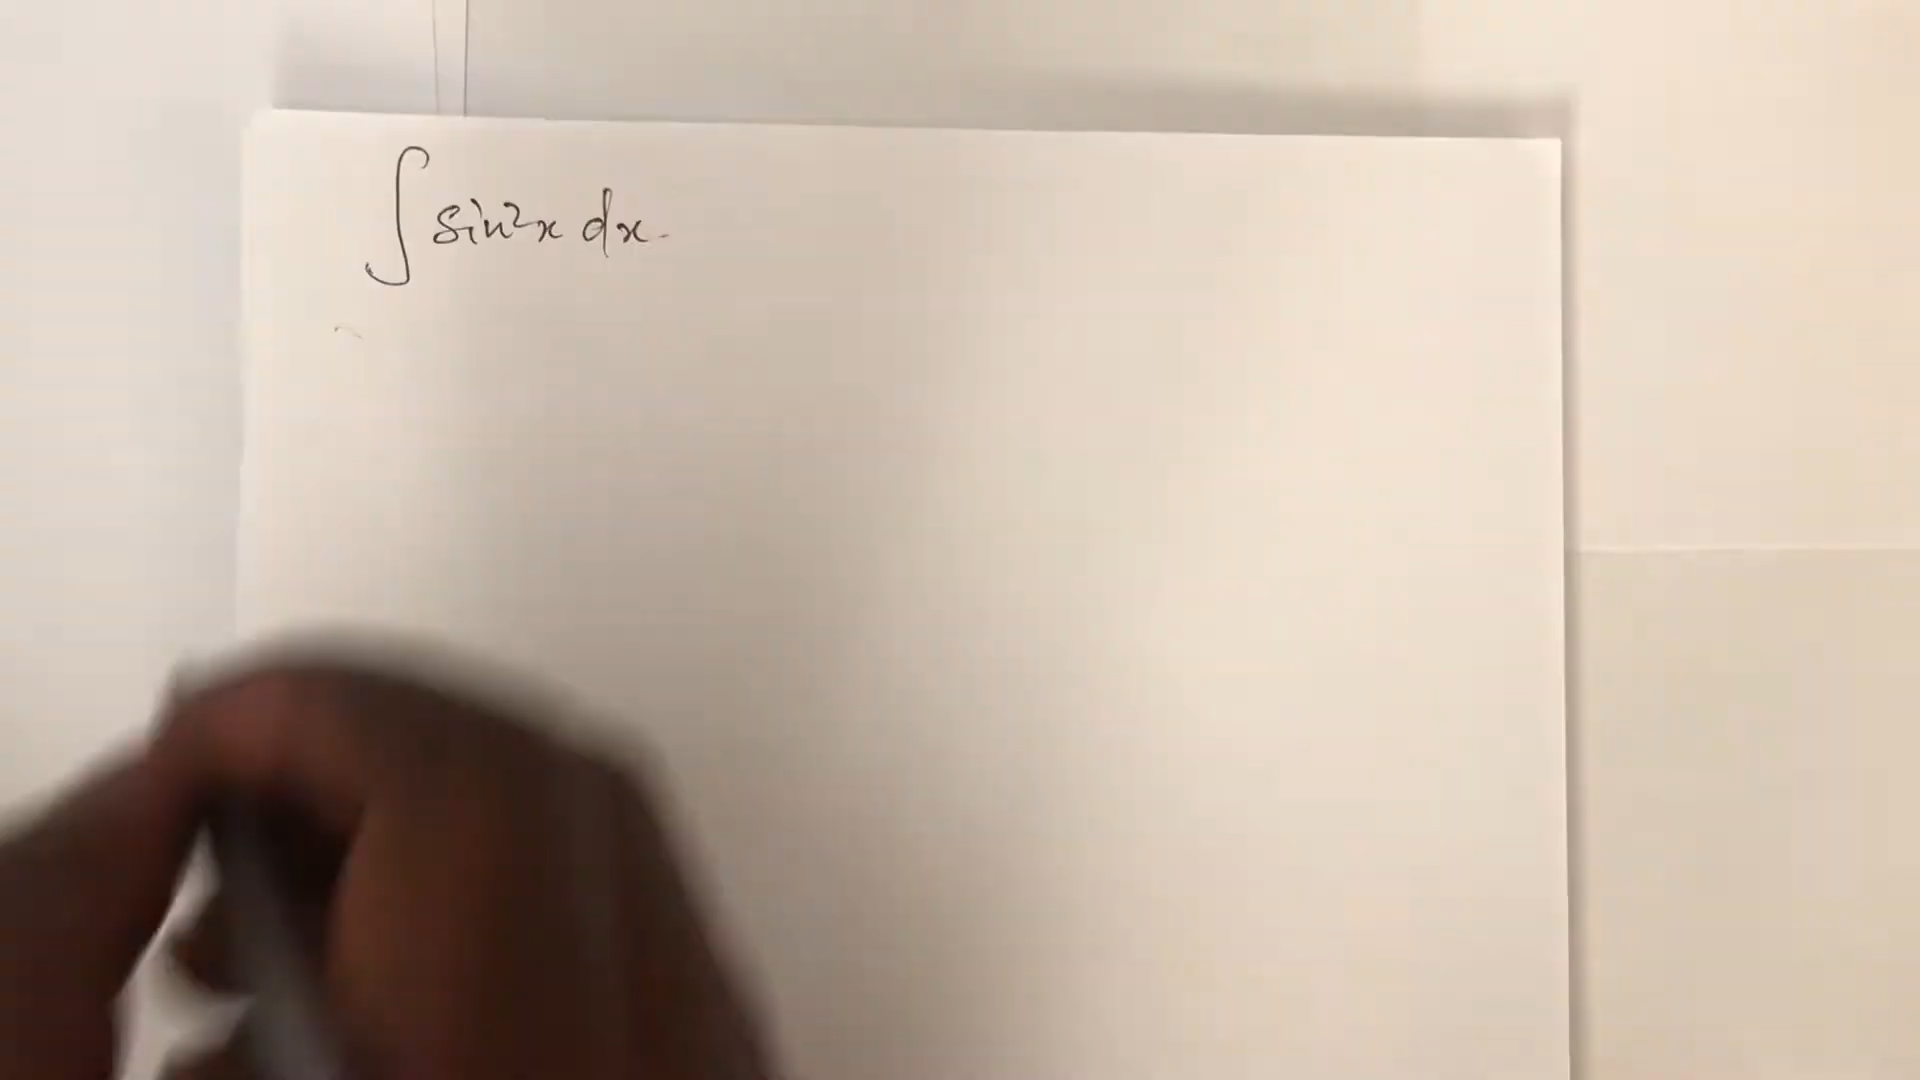 ∫ sin²x dx.